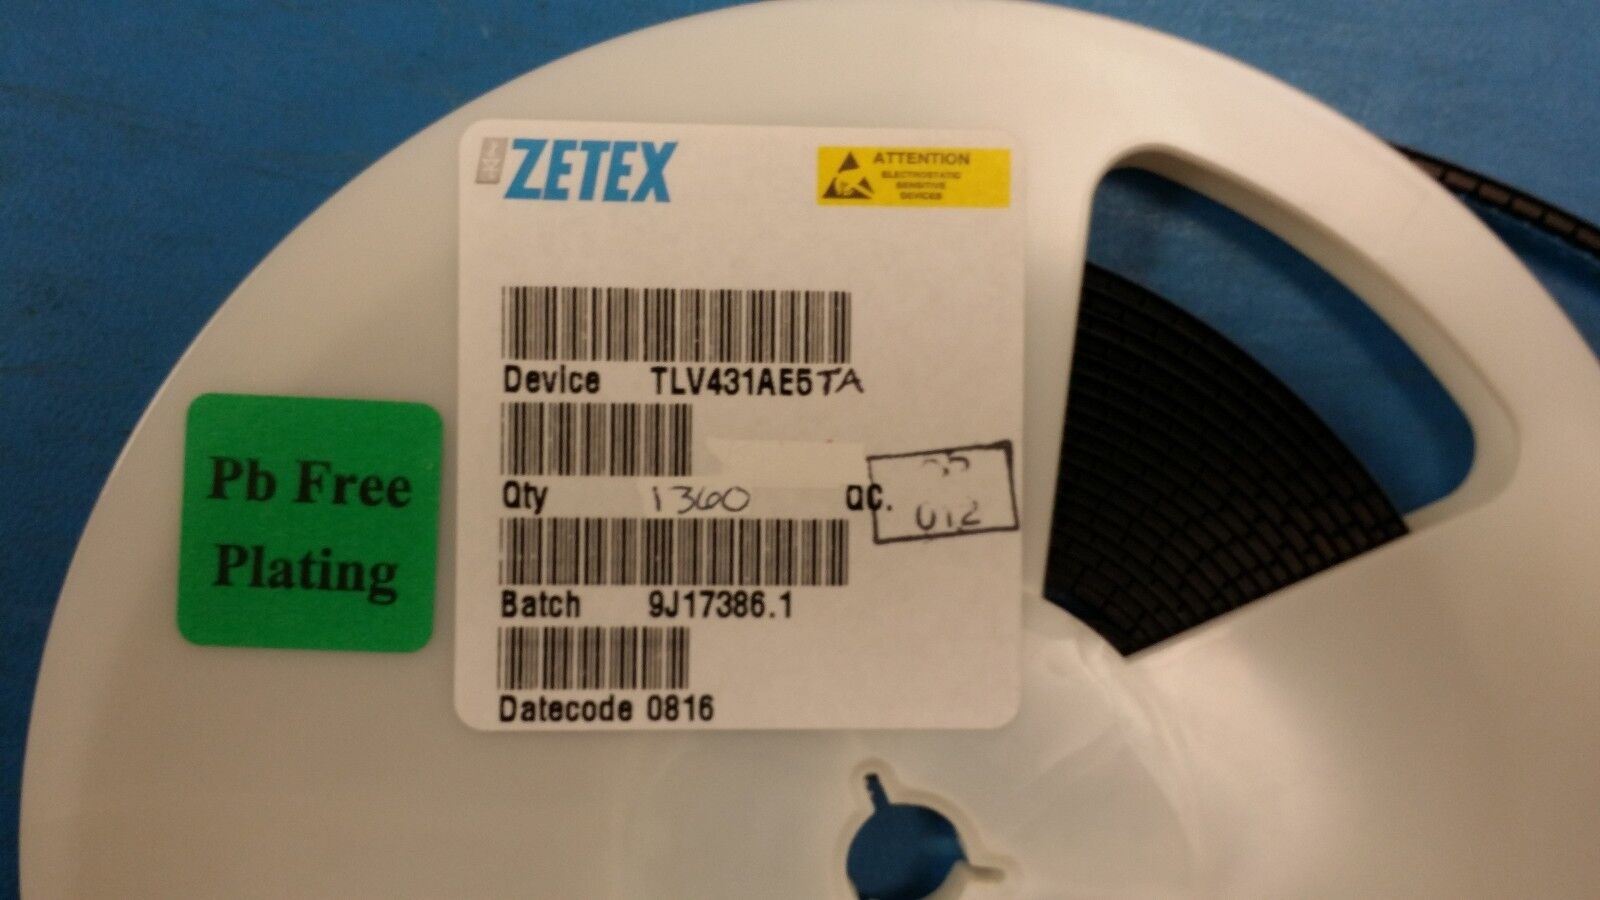 ZETEX
ATTENTION
ELECTROSTATIC
SENSITIVE
DEVICES
Device TLV431AE5TA
Qty 1360 QC.
012
Batch 9J17386.1
Datecode 0816
Pb Free
Plating